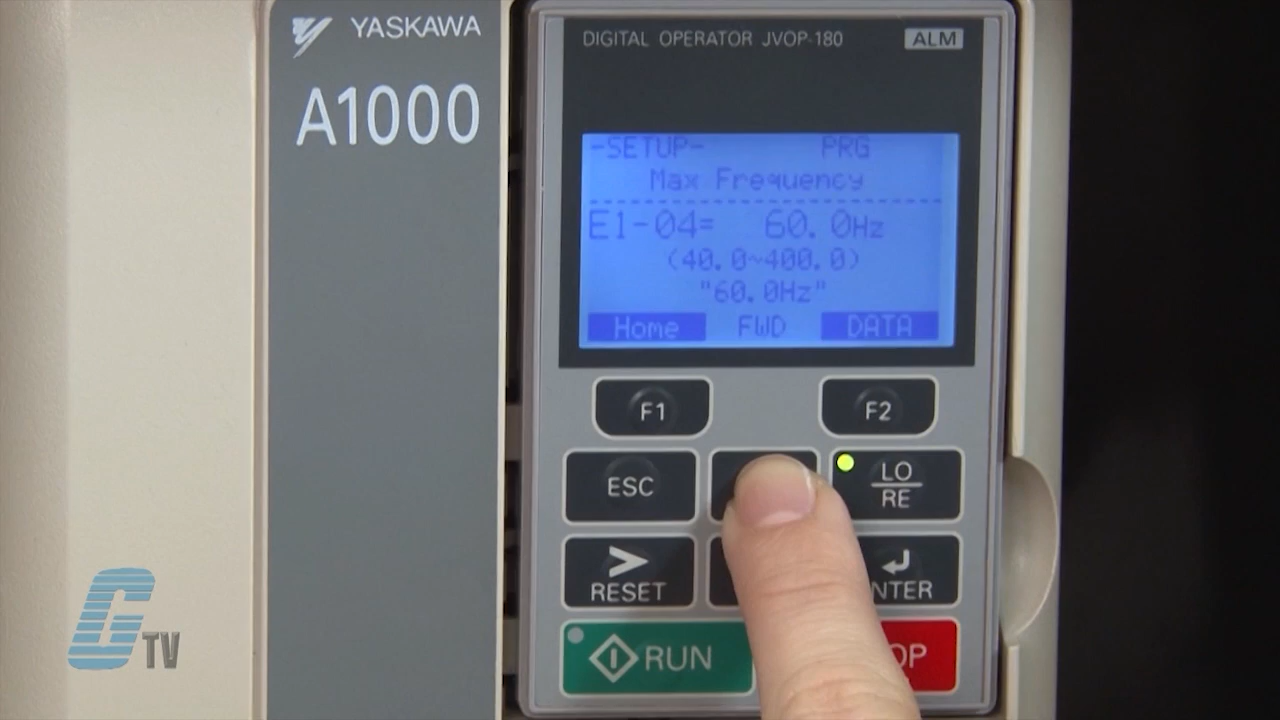 YASKAWA
A1000
DIGITAL OPERATOR JVOP-180
ALM
-SETUP- PRG
Max Frequency
E1-04= 60.0Hz
(40.0~400.0)
"60.0Hz"
Home FWD DATA
F1 F2
ESC
LO
RE
RESET
NTER
RUN
OP
G TV